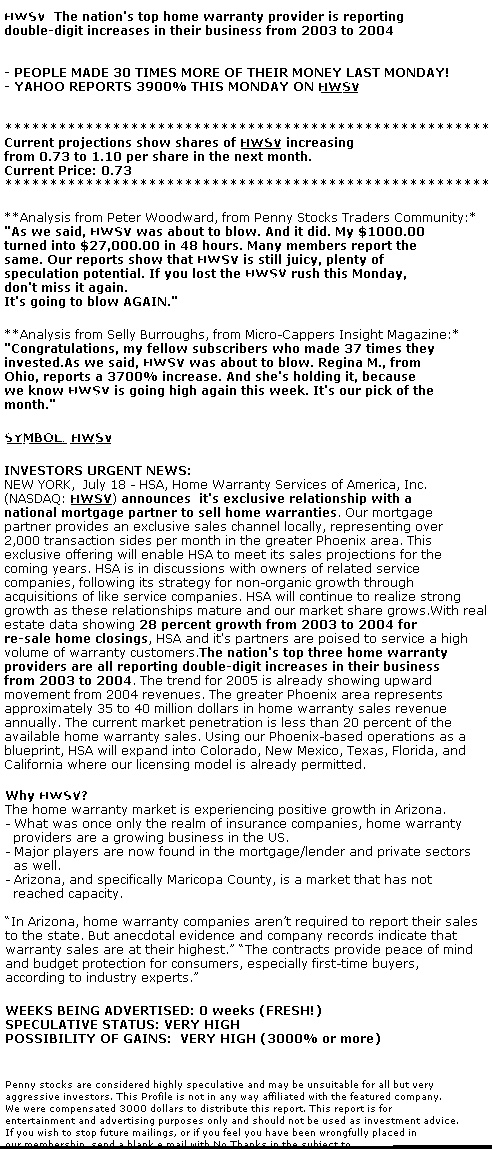 HWSV The nation's top home warranty provider is reporting
double-digit increases in their business from 2003 to 2004
- PEOPLE MADE 30 TIMES MORE OF THEIR MONEY LAST MONDAY!
- YAHOO REPORTS 3900% THIS MONDAY ON HWSV
******************************************************
Current projections show shares of HWSV increasing
from 0.73 to 1.10 per share in the next month.
Current Price: 0.73
******************************************************
**Analysis from Peter Woodward, from Penny Stocks Traders Community:*
"As we said, HWSV was about to blow. And it did. My $1000.00
turned into $27,000.00 in 48 hours. Many members report the
same. Our reports show that HWSV is still juicy, plenty of
speculation potential. If you lost the HWSV rush this Monday,
don't miss it again.
It's going to blow AGAIN."
**Analysis from Selly Burroughs, from Micro-Cappers Insight Magazine:*
"Congratulations, my fellow subscribers who made 37 times they
invested.As we said, HWSV was about to blow. Regina M., from
Ohio, reports a 3700% increase. And she's holding it, because
we know HWSV is going high again this week. It's our pick of the
month."
SYMBOL. HWSV
INVESTORS URGENT NEWS:
NEW YORK, July 18 - HSA, Home Warranty Services of America, Inc.
(NASDAQ: HWSV) announces it's exclusive relationship with a
national mortgage partner to sell home warranties. Our mortgage
partner provides an exclusive sales channel locally, representing over
2,000 transaction sides per month in the greater Phoenix area. This
exclusive offering will enable HSA to meet its sales projections for the
coming years. HSA is in discussions with owners of related service
companies, following its strategy for non-organic growth through
acquisitions of like service companies. HSA will continue to realize strong
growth as these relationships mature and our market share grows.With real
estate data showing 28 percent growth from 2003 to 2004 for
re-sale home closings, HSA and it's partners are poised to service a high
volume of warranty customers.The nation's top three home warranty
providers are all reporting double-digit increases in their business
from 2003 to 2004. The trend for 2005 is already showing upward
movement from 2004 revenues. The greater Phoenix area represents
approximately 35 to 40 million dollars in home warranty sales revenue
annually. The current market penetration is less than 20 percent of the
available home warranty sales. Using our Phoenix-based operations as a
blueprint, HSA will expand into Colorado, New Mexico, Texas, Florida, and
California where our licensing model is already permitted.
Why HWSV?
The home warranty market is experiencing positive growth in Arizona.
- What was once only the realm of insurance companies, home warranty
providers are a growing business in the US.
- Major players are now found in the mortgage/lender and private sectors
as well.
- Arizona, and specifically Maricopa County, is a market that has not
reached capacity.
“In Arizona, home warranty companies aren’t required to report their sales
to the state. But anecdotal evidence and company records indicate that
warranty sales are at their highest.” “The contracts provide peace of mind
and budget protection for consumers, especially first-time buyers,
according to industry experts.”
WEEKS BEING ADVERTISED: 0 weeks (FRESH!)
SPECULATIVE STATUS: VERY HIGH
POSSIBILITY OF GAINS: VERY HIGH (3000% or more)
Penny stocks are considered highly speculative and may be unsuitable for all but very
aggressive investors. This Profile is not in any way affiliated with the featured company.
We were compensated 3000 dollars to distribute this report. This report is for
entertainment and advertising purposes only and should not be used as investment advice.
If you wish to stop future mailings, or if you feel you have been wrongfully placed in
our membership, send a blank e mail with No Thanks in the subject to